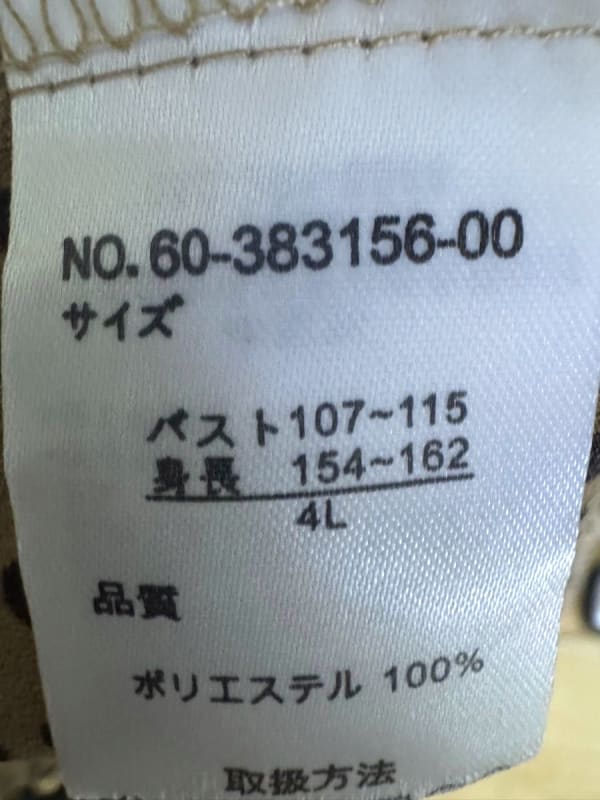 NO.60-383156-00
サイズ
バスト107~115
身長 154~162
4L
品質
ポリエステル 100%
取扱方法